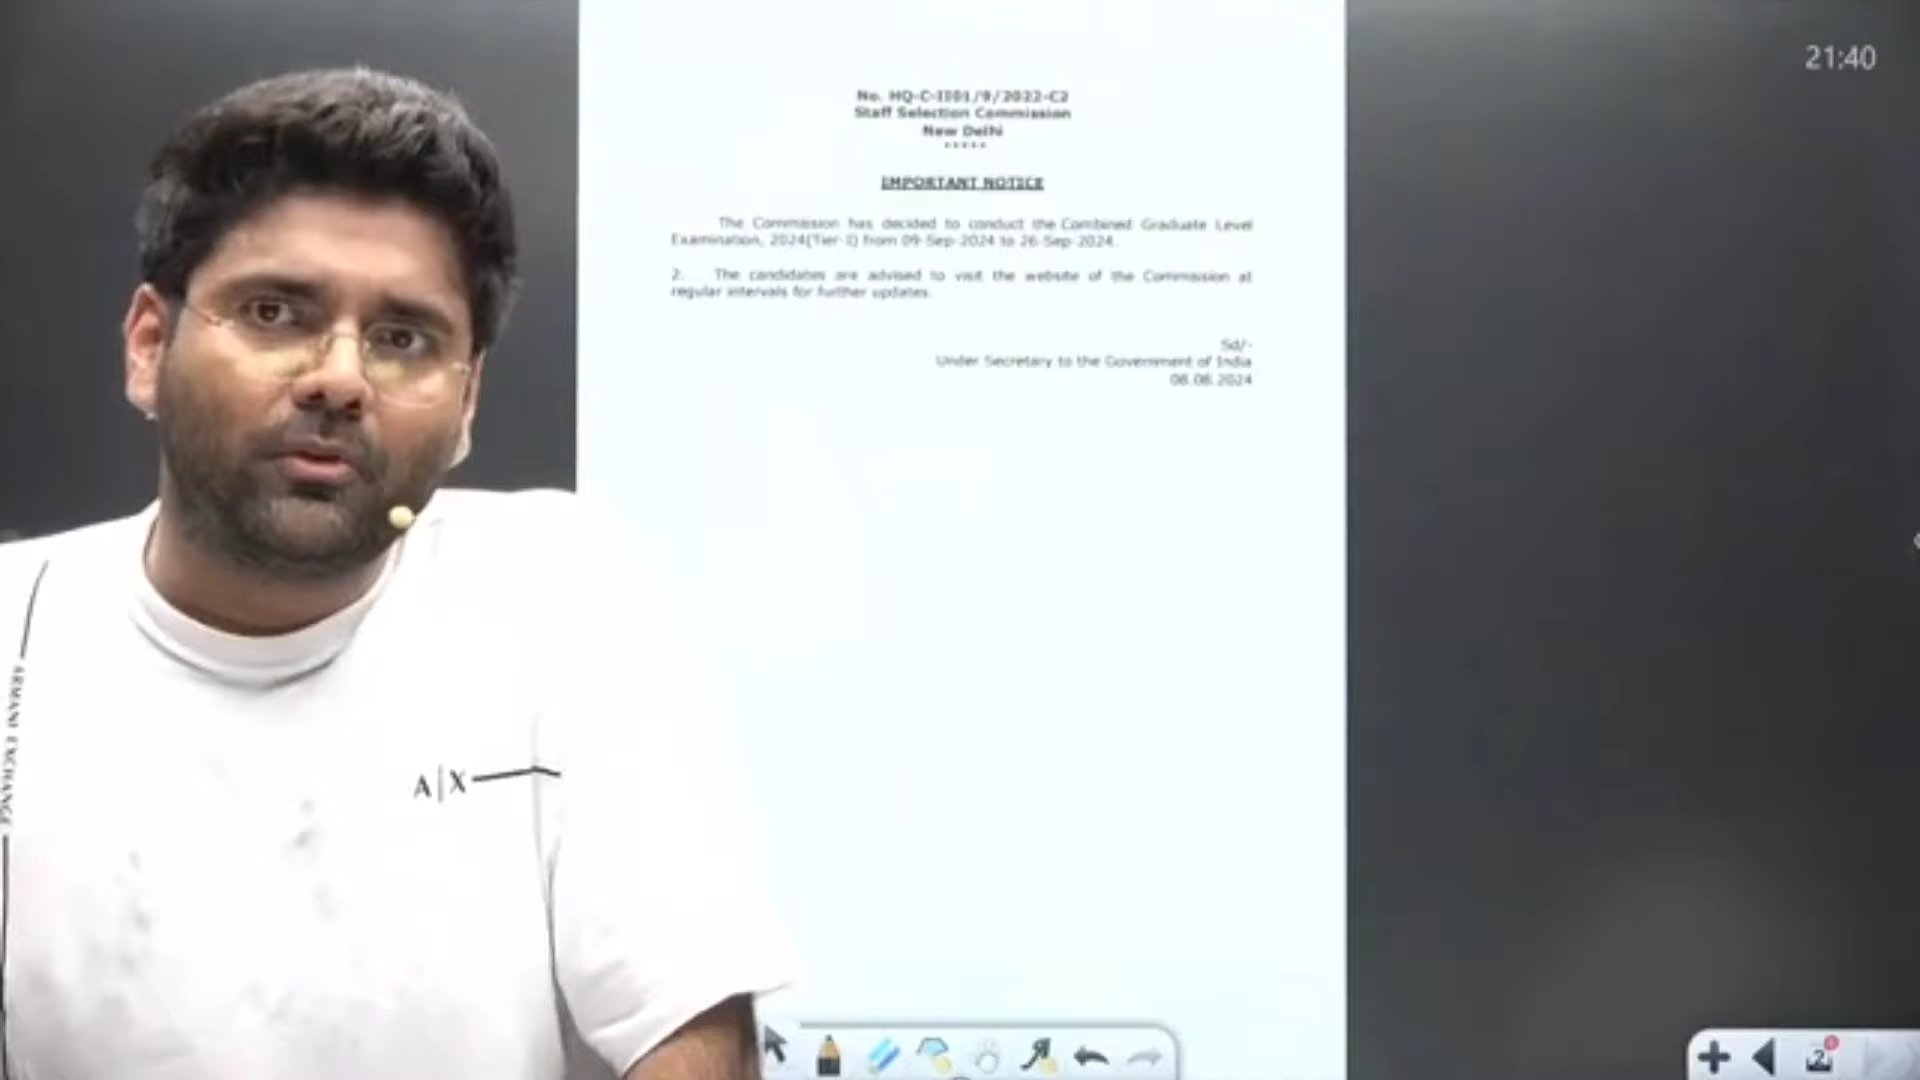 21:40
No. HQ-C-1101/9/2022-C2
Staff Selection Commission
New Delhi
*****
IMPORTANT NOTICE
The Commission has decided to conduct the Combined Graduate Level
Examination, 2024(Tier-I) from 09-Sep-2024 to 26-Sep-2024.
2. The candidates are advised to visit the website of the Commission at
regular intervals for further updates.
Sd/-
Under Secretary to the Government of India
08.08.2024
ARMANI EXCHANGE
A|X
2